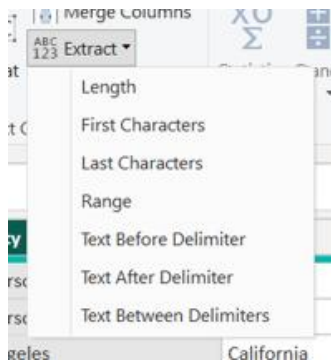 Merge Columns
ABC
123 Extract
Length
First Characters
Last Characters
Range
Text Before Delimiter
Text After Delimiter
Text Between Delimiters
California